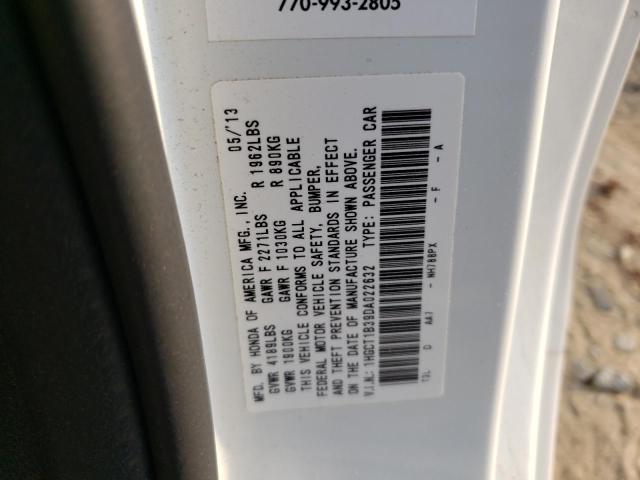 770-993-2805
MFD. BY HONDA OF AMERICA MFG., INC. 05/13
GVWR 4189LBS GAWR F 2271LBS R 1962LBS
GVWR 1900KG GAWR F 1030KG R 890KG
THIS VEHICLE CONFORMS TO ALL APPLICABLE
FEDERAL MOTOR VEHICLE SAFETY, BUMPER,
AND THEFT PREVENTION STANDARDS IN EFFECT
ON THE DATE OF MANUFACTURE SHOWN ABOVE.
V.I.N.: 1HGCT1B39DA022632 TYPE: PASSENGER CAR
T3L D AA7 - NH788PX - F - A